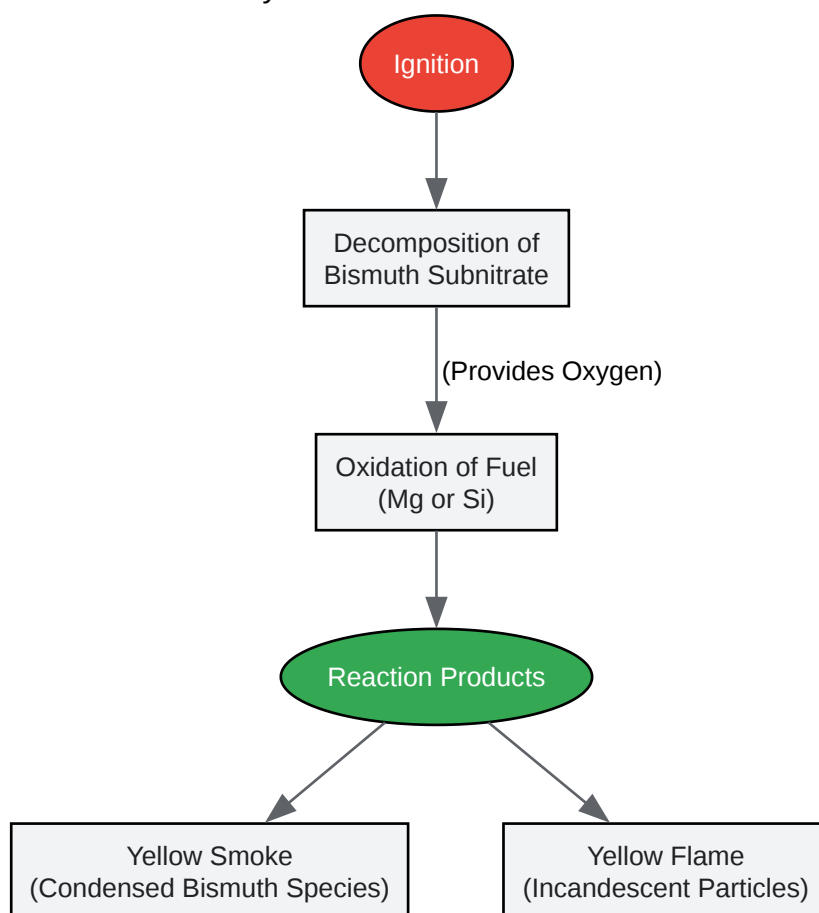 Ignition
Decomposition of
Bismuth Subnitrate
(Provides Oxygen)
Oxidation of Fuel
(Mg or Si)
Reaction Products
Yellow Smoke
(Condensed Bismuth Species)
Yellow Flame
(Incandescent Particles)